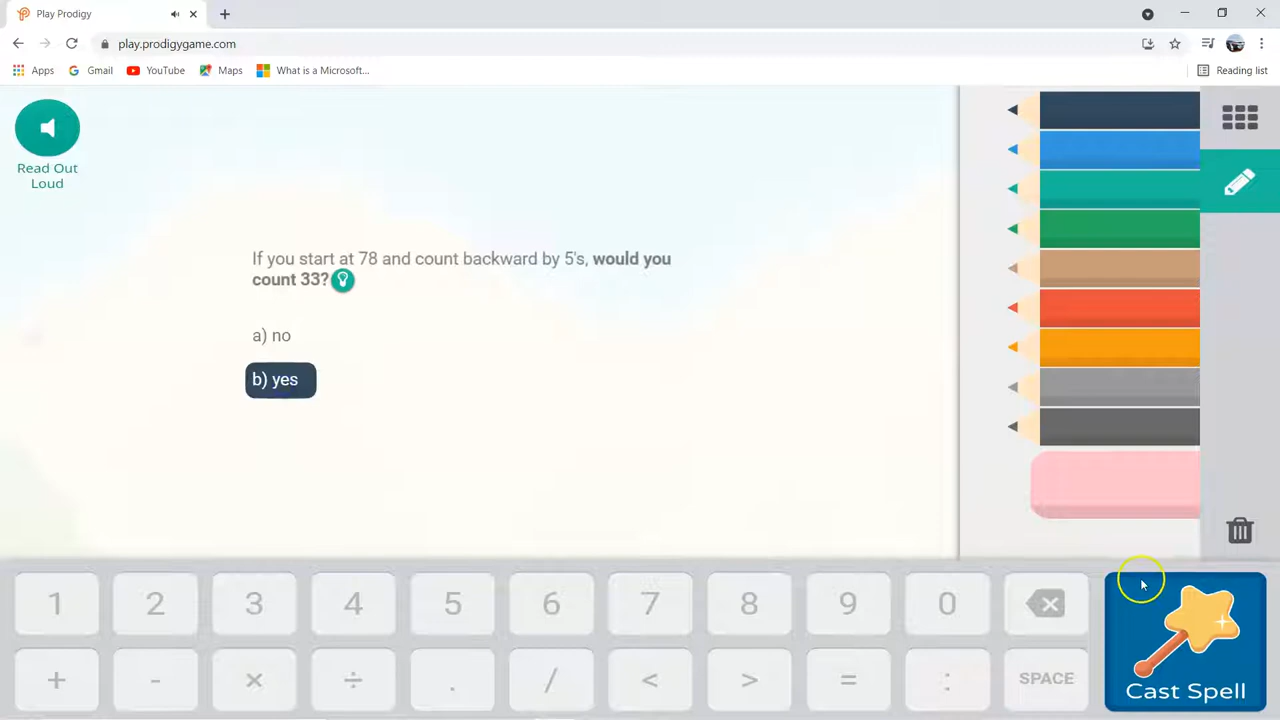 Play Prodigy
play.prodigygame.com
Apps
Gmail
YouTube
Maps
What is a Microsoft...
Reading list
Read Out
Loud
If you start at 78 and count backward by 5's, would you
count 33?
a) no
b) yes
1 2 3 4 5 6 7 8 9 0
+ - × ÷ . / < > = : SPACE
Cast Spell